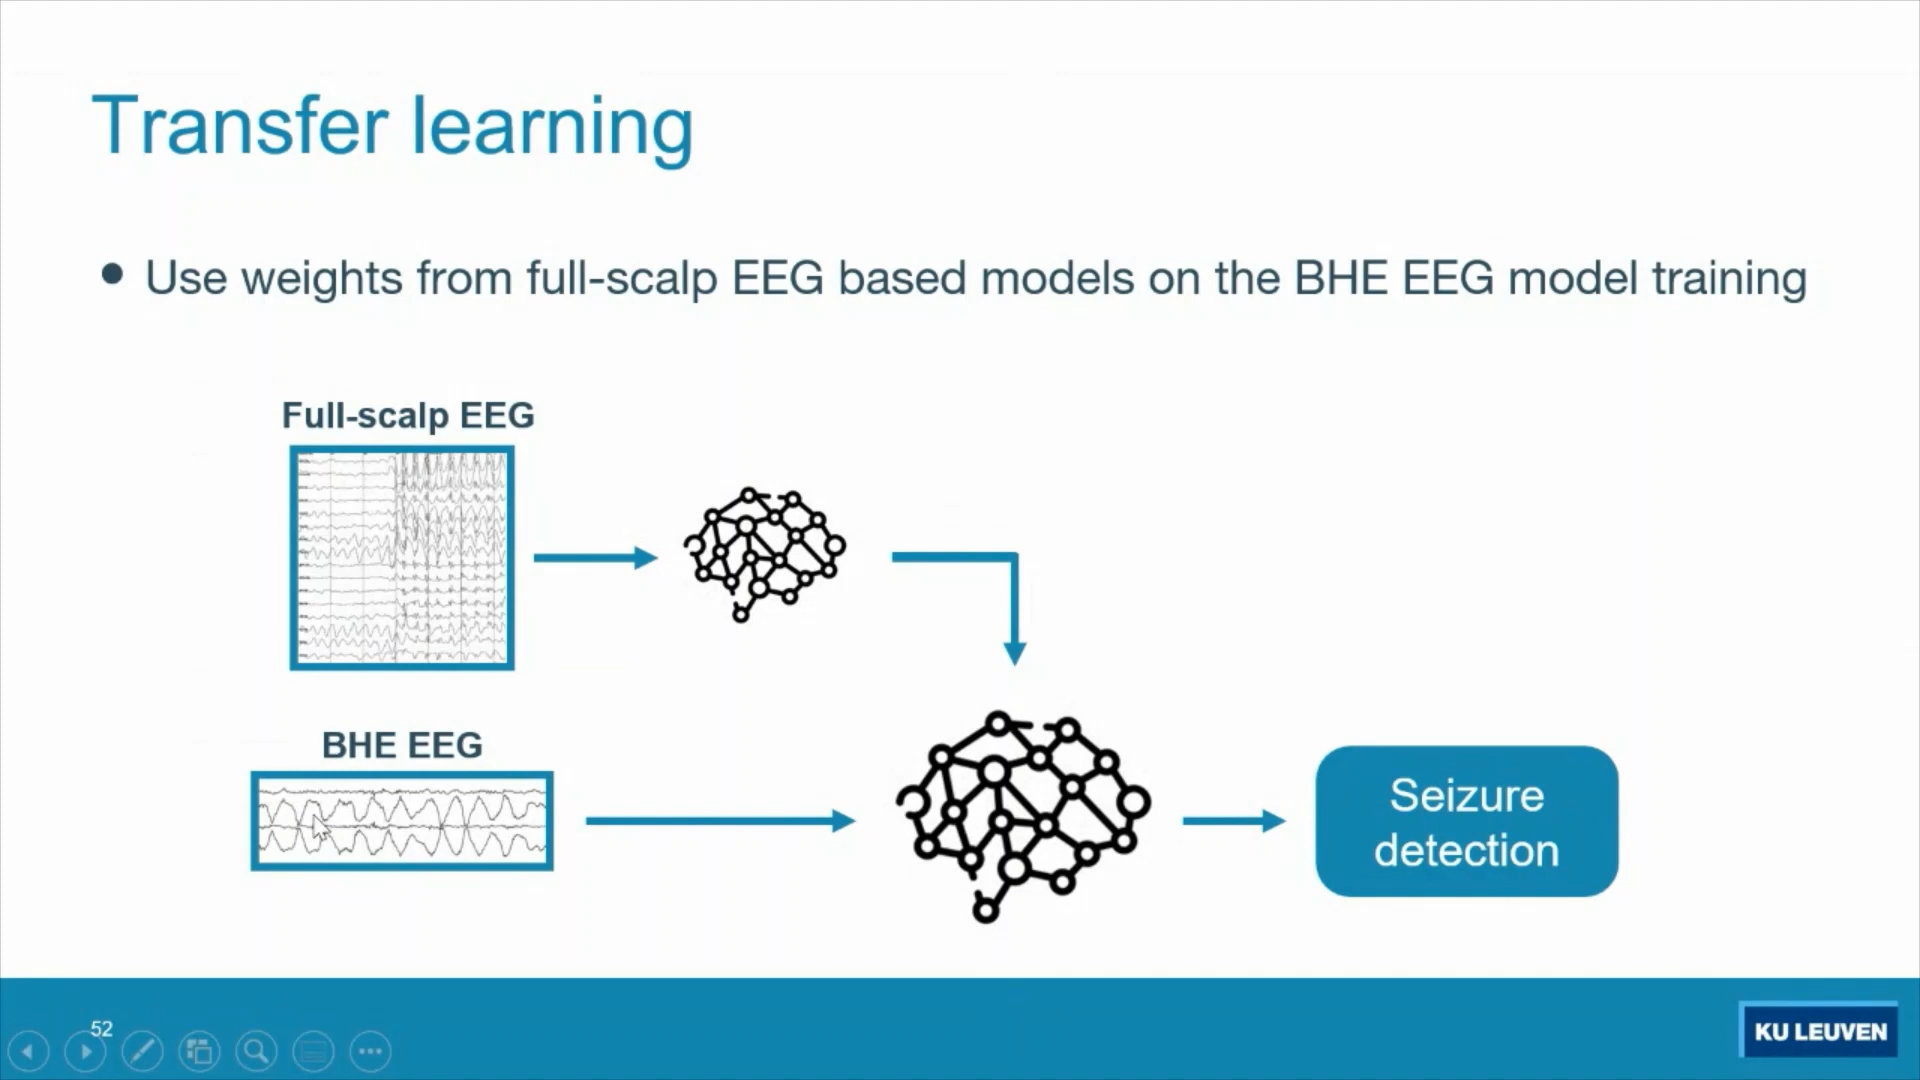 Transfer learning
Use weights from full-scalp EEG based models on the BHE EEG model training
Full-scalp EEG
BHE EEG
Seizure
detection
52
KU LEUVEN